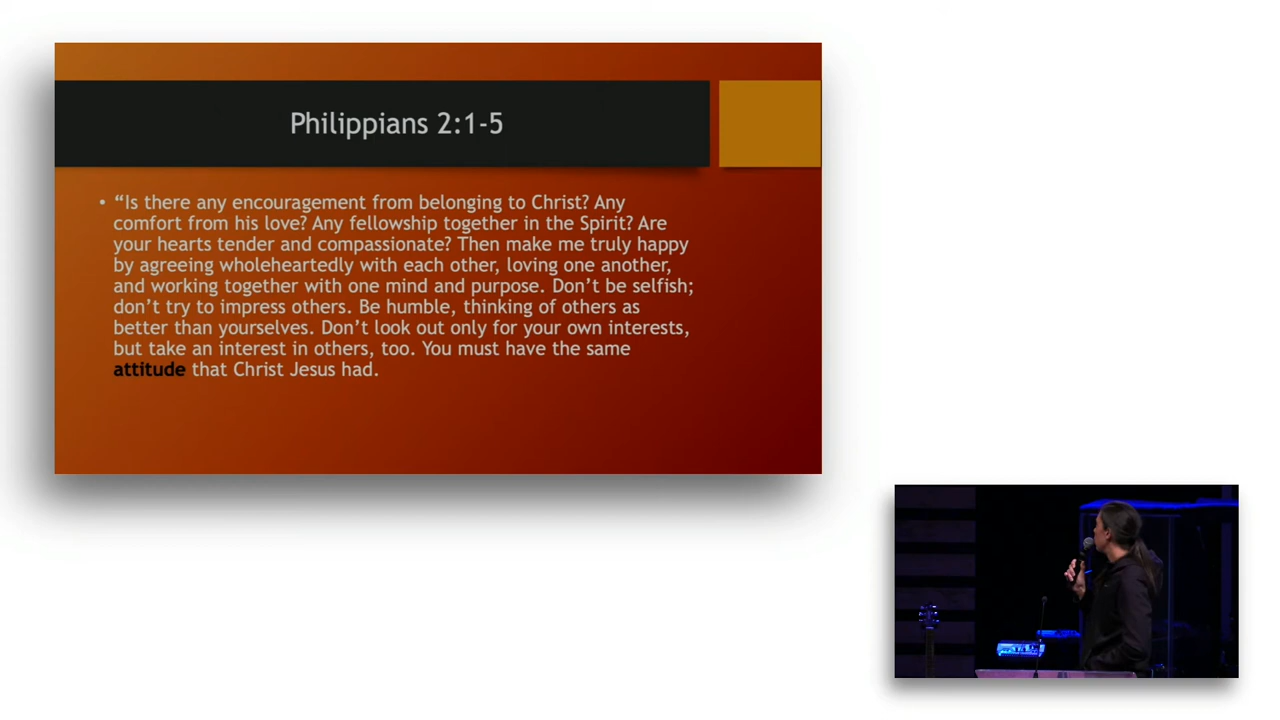 Philippians 2:1-5
• “Is there any encouragement from belonging to Christ? Any
comfort from his love? Any fellowship together in the Spirit? Are
your hearts tender and compassionate? Then make me truly happy
by agreeing wholeheartedly with each other, loving one another,
and working together with one mind and purpose. Don’t be selfish;
don’t try to impress others. Be humble, thinking of others as
better than yourselves. Don’t look out only for your own interests,
but take an interest in others, too. You must have the same
attitude that Christ Jesus had.